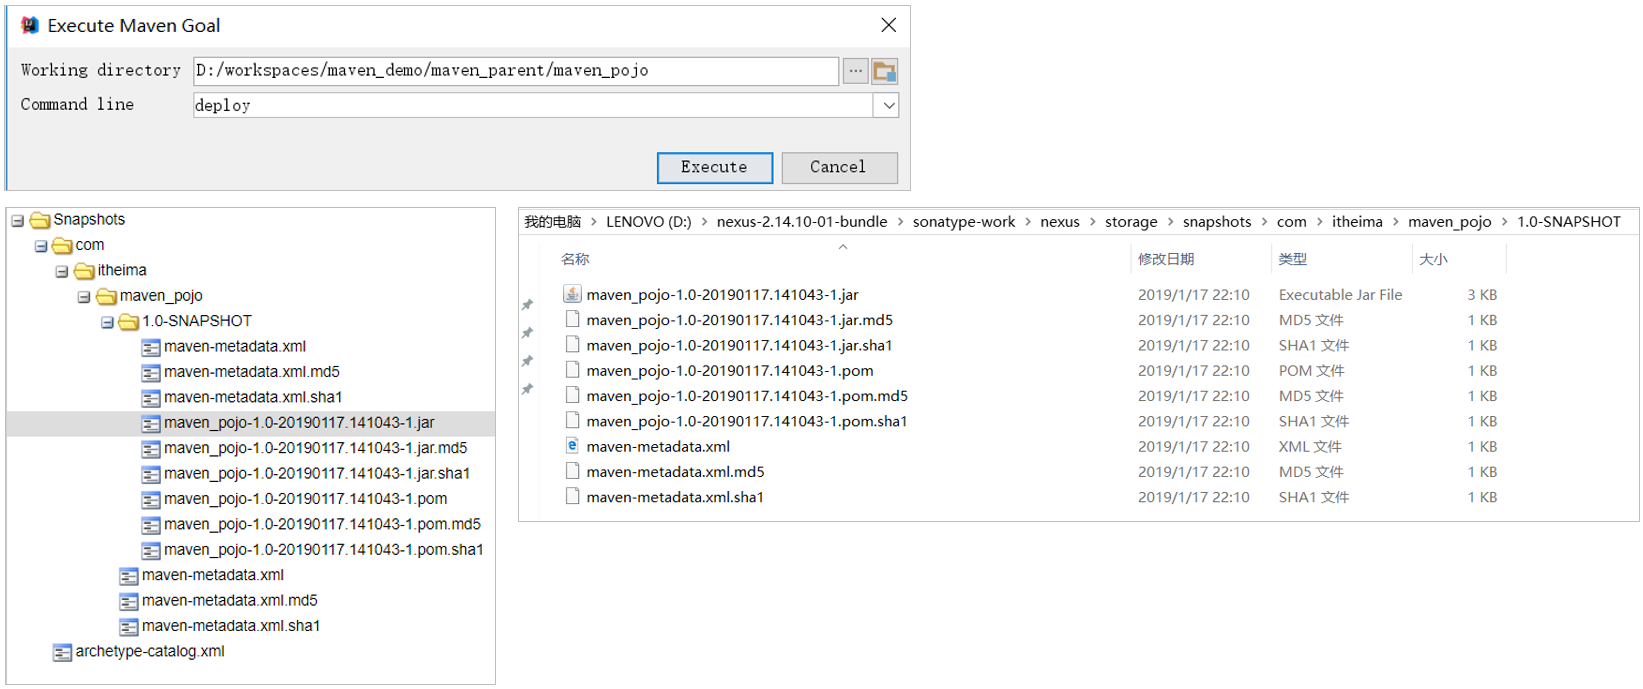 Execute Maven Goal
Working directory D:/workspaces/maven_demo/maven_parent/maven_pojo ...
Command line deploy
Execute Cancel
Snapshots
com
itheima
maven_pojo
1.0-SNAPSHOT
maven-metadata.xml
maven-metadata.xml.md5
maven-metadata.xml.sha1
maven_pojo-1.0-20190117.141043-1.jar
maven_pojo-1.0-20190117.141043-1.jar.md5
maven_pojo-1.0-20190117.141043-1.jar.sha1
maven_pojo-1.0-20190117.141043-1.pom
maven_pojo-1.0-20190117.141043-1.pom.md5
maven_pojo-1.0-20190117.141043-1.pom.sha1
maven-metadata.xml
maven-metadata.xml.md5
maven-metadata.xml.sha1
archetype-catalog.xml
我的电脑 > LENOVO (D:) > nexus-2.14.10-01-bundle > sonatype-work > nexus > storage > snapshots > com > itheima > maven_pojo > 1.0-SNAPSHOT
名称 修改日期 类型 大小
maven_pojo-1.0-20190117.141043-1.jar 2019/1/17 22:10 Executable Jar File 3 KB
maven_pojo-1.0-20190117.141043-1.jar.md5 2019/1/17 22:10 MD5 文件 1 KB
maven_pojo-1.0-20190117.141043-1.jar.sha1 2019/1/17 22:10 SHA1 文件 1 KB
maven_pojo-1.0-20190117.141043-1.pom 2019/1/17 22:10 POM 文件 1 KB
maven_pojo-1.0-20190117.141043-1.pom.md5 2019/1/17 22:10 MD5 文件 1 KB
maven_pojo-1.0-20190117.141043-1.pom.sha1 2019/1/17 22:10 SHA1 文件 1 KB
maven-metadata.xml 2019/1/17 22:10 XML 文件 1 KB
maven-metadata.xml.md5 2019/1/17 22:10 MD5 文件 1 KB
maven-metadata.xml.sha1 2019/1/17 22:10 SHA1 文件 1 KB